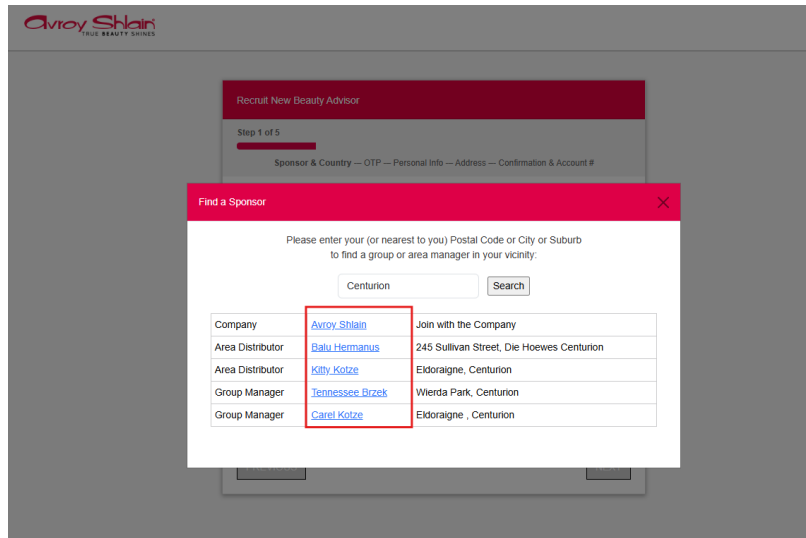 Avroy Shlain
TRUE BEAUTY SHINES
Recruit New Beauty Advisor
Step 1 of 5
Sponsor & Country --- OTP --- Personal Info --- Address --- Confirmation & Account #
Find a Sponsor
Please enter your (or nearest to you) Postal Code or City or Suburb
to find a group or area manager in your vicinity:
Centurion Search
Company Avroy Shlain Join with the Company
Area Distributor Balu Hermanus 245 Sullivan Street, Die Hoewes Centurion
Area Distributor Kitty Kotze Eldoraigne, Centurion
Group Manager Tennessee Brzek Wierda Park, Centurion
Group Manager Carel Kotze Eldoraigne , Centurion
PREVIOUS NEXT